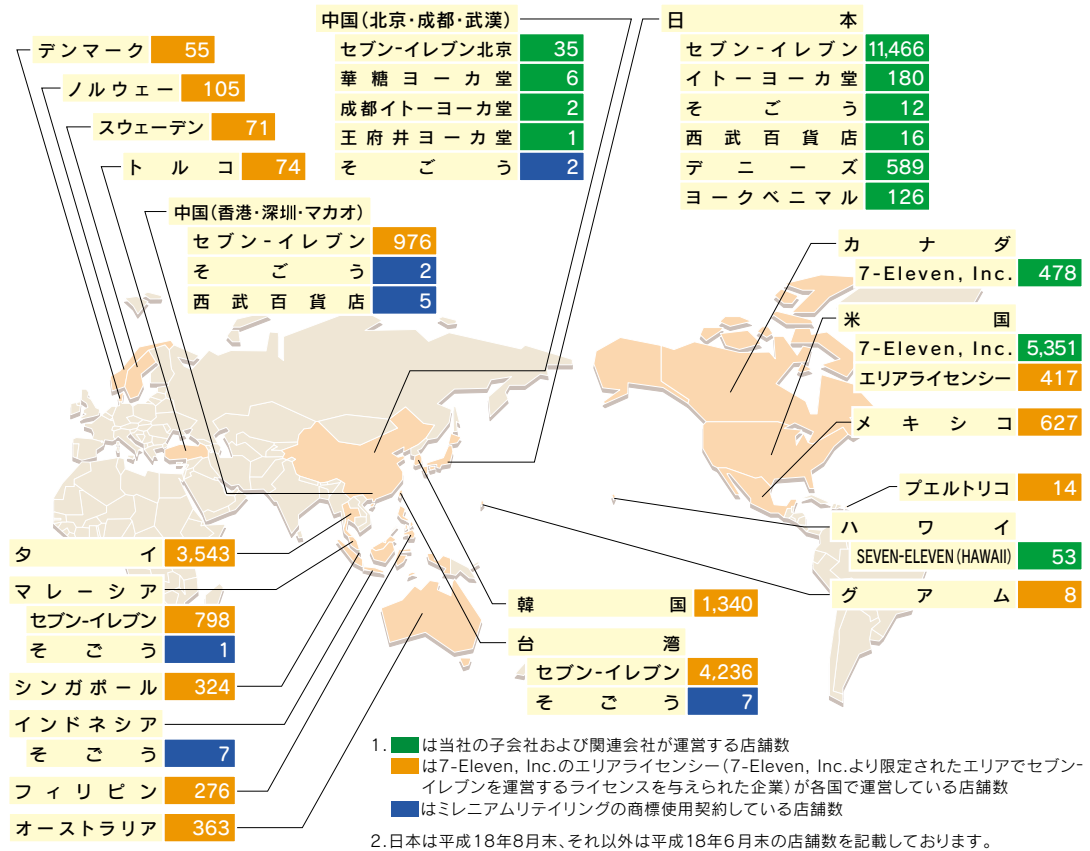 中国(北京・成都・武漢)
セブン-イレブン北京 35
華糖ヨーカ堂 6
成都イトーヨーカ堂 2
王府井ヨーカ堂 1
そごう 2
日本
セブン-イレブン 11,466
イトーヨーカ堂 180
そごう 12
西武百貨店 16
デニーズ 589
ヨークベニマル 126
デンマーク 55
ノルウェー 105
スウェーデン 71
トルコ 74
中国(香港・深圳・マカオ)
セブン-イレブン 976
そごう 2
西武百貨店 5
カナダ
7-Eleven, Inc. 478
米国
7-Eleven, Inc. 5,351
エリアライセンシー 417
メキシコ 627
プエルトリコ 14
ハワイ
SEVEN-ELEVEN(HAWAII) 53
グアム 8
タイ 3,543
マレーシア
セブン-イレブン 798
そごう 1
シンガポール 324
インドネシア
そごう 7
フィリピン 276
オーストラリア 363
韓国 1,340
台湾
セブン-イレブン 4,236
そごう 7
1. は当社の子会社および関連会社が運営する店舗数
は7-Eleven, Inc.のエリアライセンシー(7-Eleven, Inc.より限定されたエリアでセブン-
イレブンを運営するライセンスを与えられた企業)が各国で運営している店舗数
はミレニアムリテイリングの商標使用契約している店舗数
2.日本は平成18年8月末、それ以外は平成18年6月末の店舗数を記載しております。